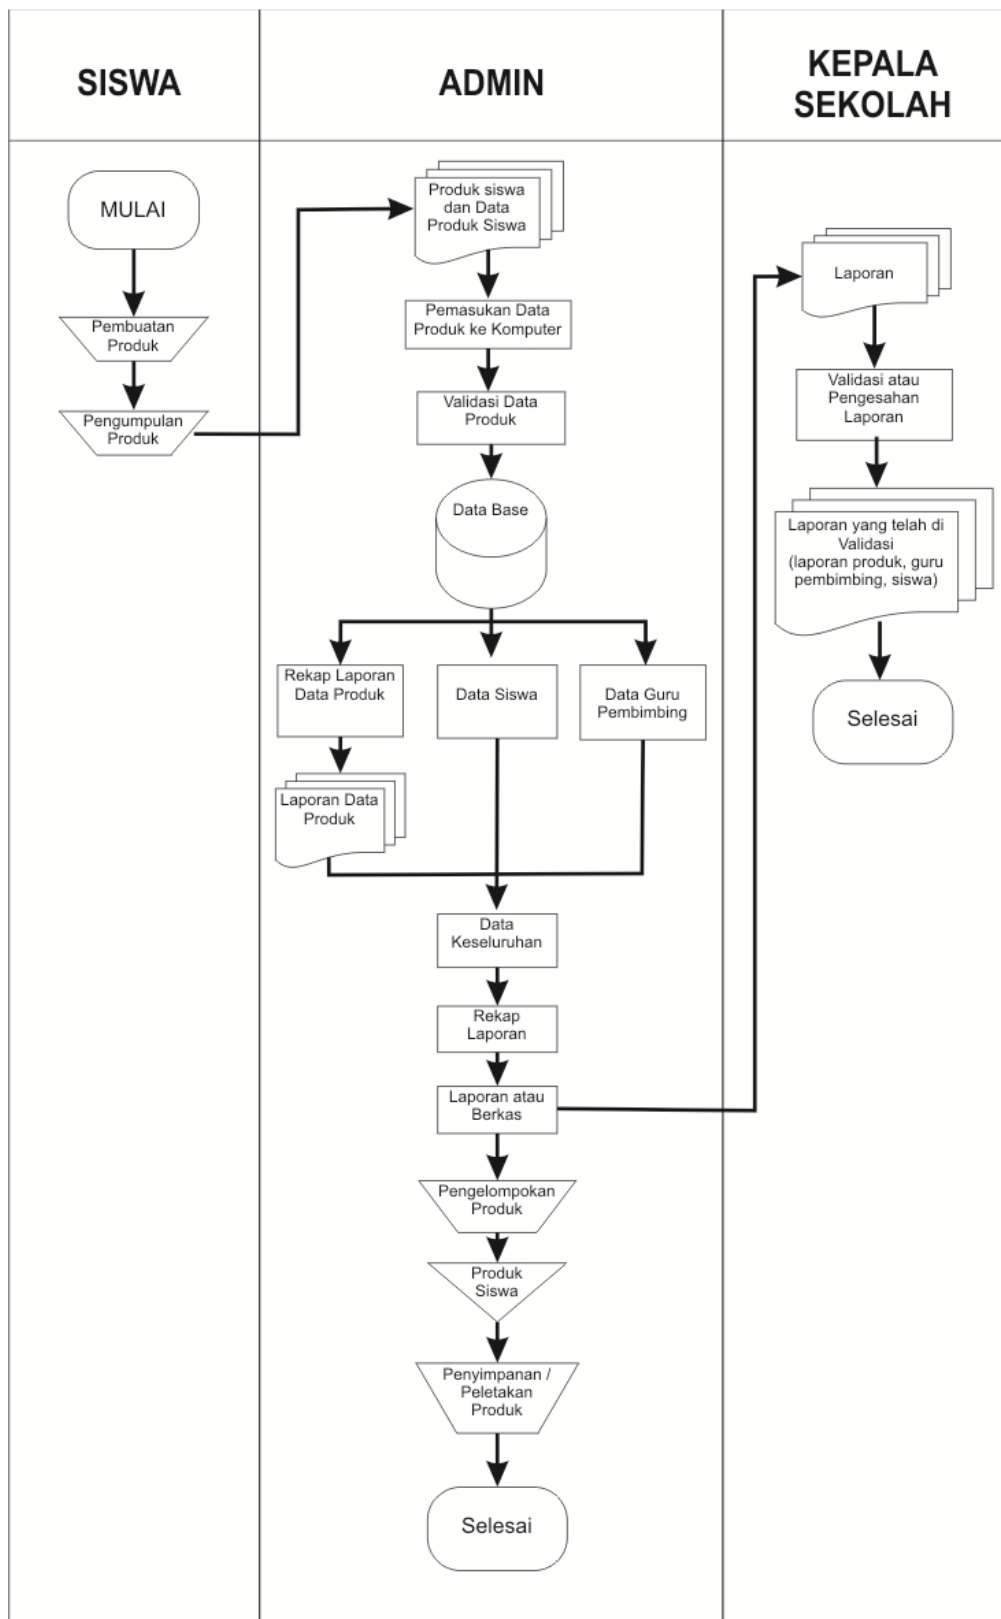 SISWA
ADMIN
KEPALA
SEKOLAH
MULAI
Pembuatan
Produk
Pengumpulan
Produk
Produk siswa
dan Data
Produk Siswa
Pemasukan Data
Produk ke Komputer
Validasi Data
Produk
Data Base
Rekap Laporan
Data Produk
Data Siswa
Data Guru
Pembimbing
Laporan Data
Produk
Data
Keseluruhan
Rekap
Laporan
Laporan atau
Berkas
Pengelompokan
Produk
Produk
Siswa
Penyimpanan /
Peletakan
Produk
Selesai
Laporan
Validasi atau
Pengesahan
Laporan
Laporan yang telah di
Validasi
(laporan produk, guru
pembimbing, siswa)
Selesai